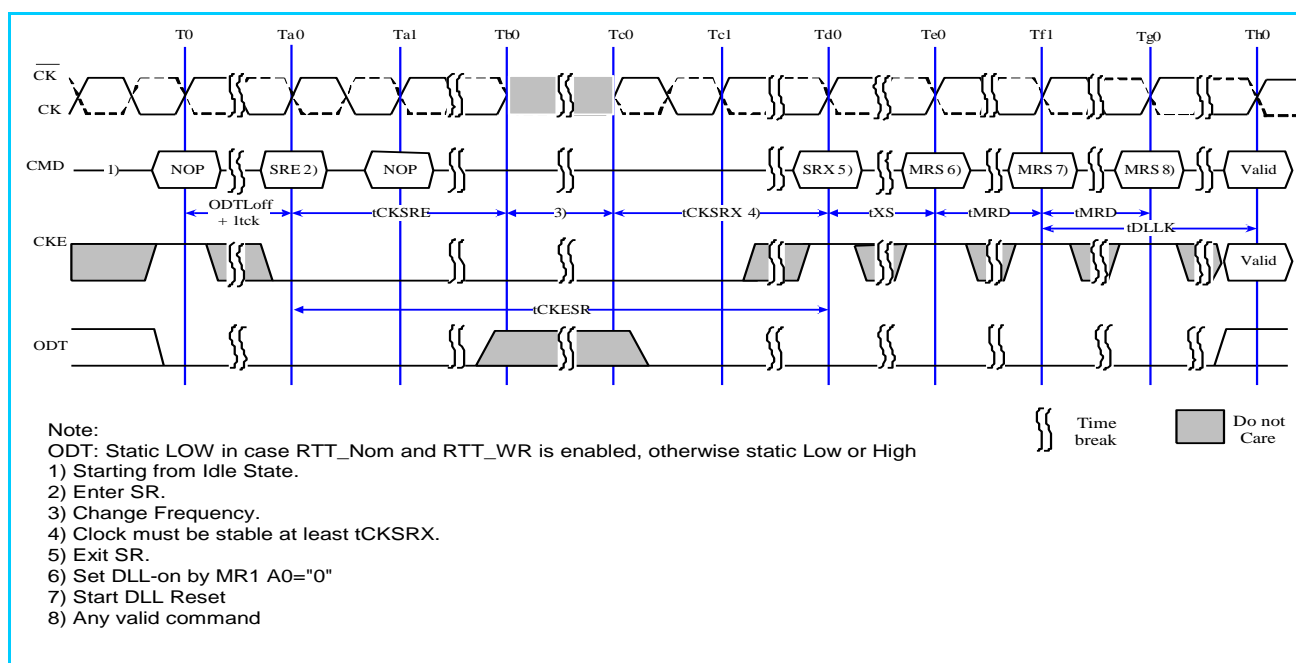 T0 Ta0 Ta1 Tb0 Tc0 Tc1 Td0 Te0 Tf1 Tg0 Th0
CK
CK
CMD 1) NOP SRE 2) NOP SRX 5) MRS 6) MRS 7) MRS 8) Valid
ODTLoff
+ 1tck
tCKSRE 3) tCKSRX 4) tXS tMRD tMRD
tDLLK
CKE Valid
tCKESR
ODT
Time
break
Do not
Care
Note:
ODT: Static LOW in case RTT_Nom and RTT_WR is enabled, otherwise static Low or High
1) Starting from Idle State.
2) Enter SR.
3) Change Frequency.
4) Clock must be stable at least tCKSRX.
5) Exit SR.
6) Set DLL-on by MR1 A0="0"
7) Start DLL Reset
8) Any valid command